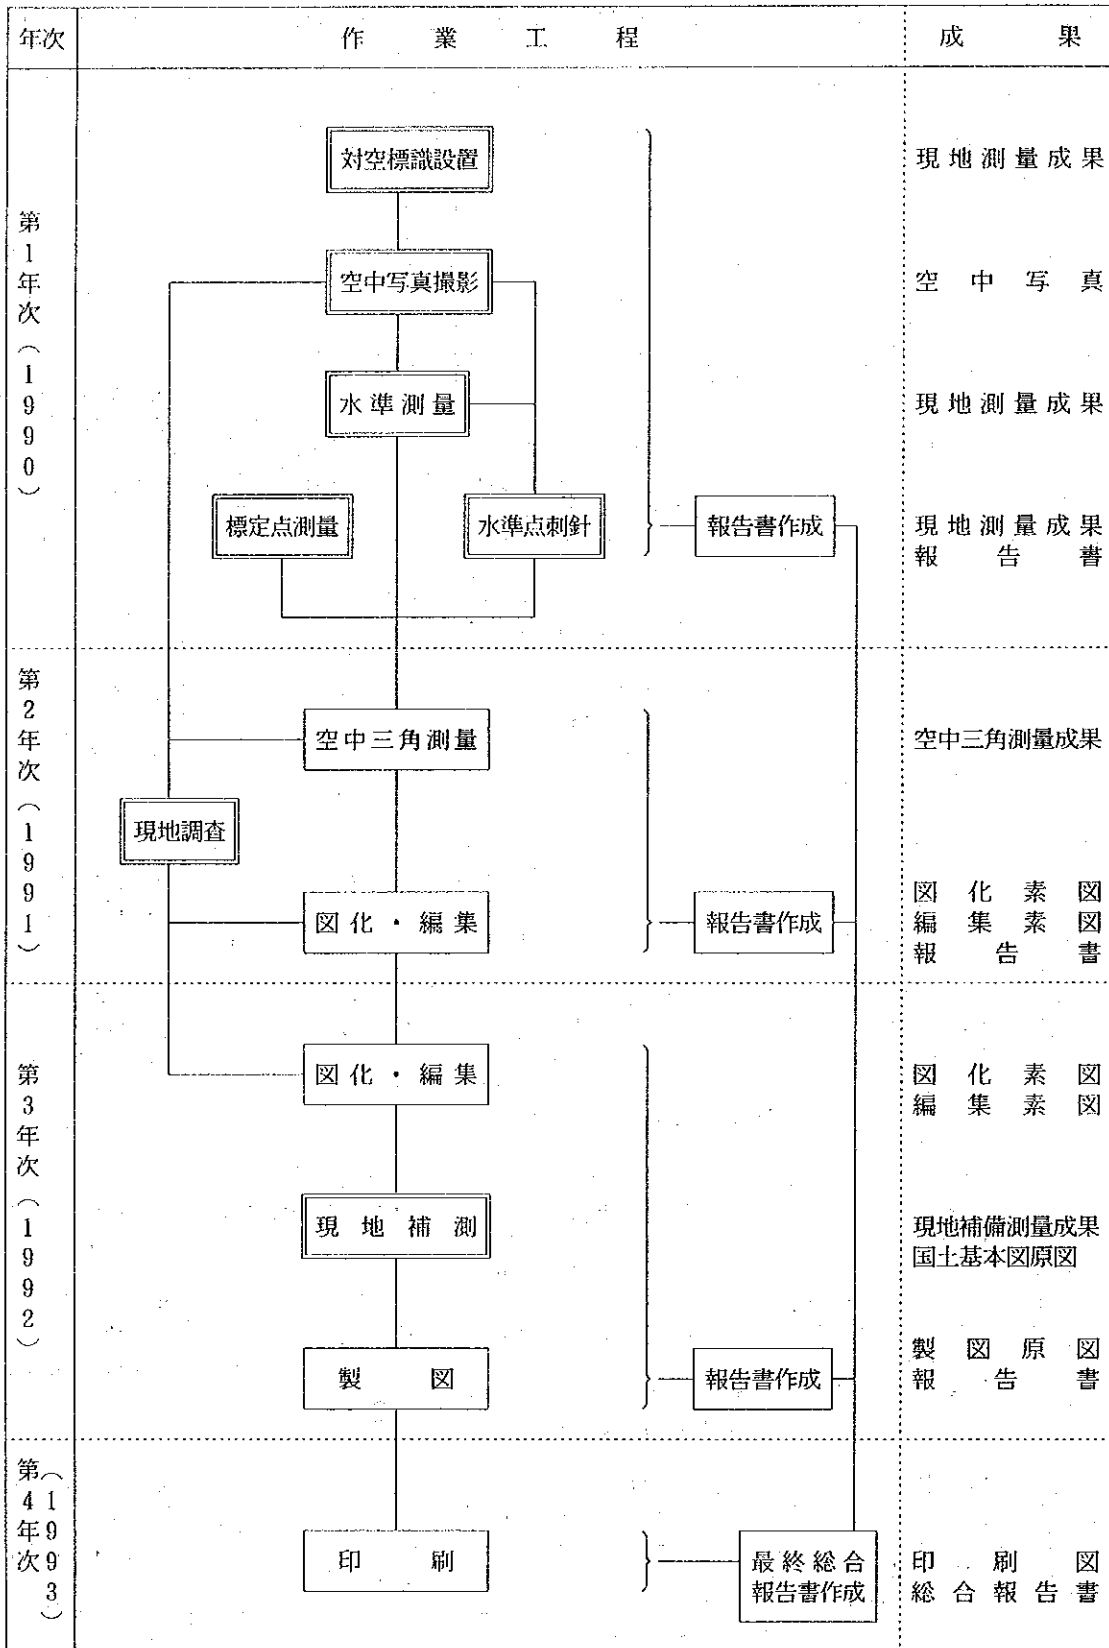 年次
作業工程
成果
第1年次（1990）
対空標識設置
現地測量成果
空中写真撮影
空中写真
水準測量
現地測量成果
標定点測量
水準点刺針
報告書作成
現地測量成果
報告書
第2年次（1991）
空中三角測量
空中三角測量成果
現地調査
図化・編集
報告書作成
図化素図
編集素図
報告書
第3年次（1992）
図化・編集
図化素図
編集素図
現地補測
現地補備測量成果
国土基本図原図
製図
報告書作成
製図原図
報告書
第4年次（1993）
印刷
最終総合
報告書作成
印刷図
総合報告書